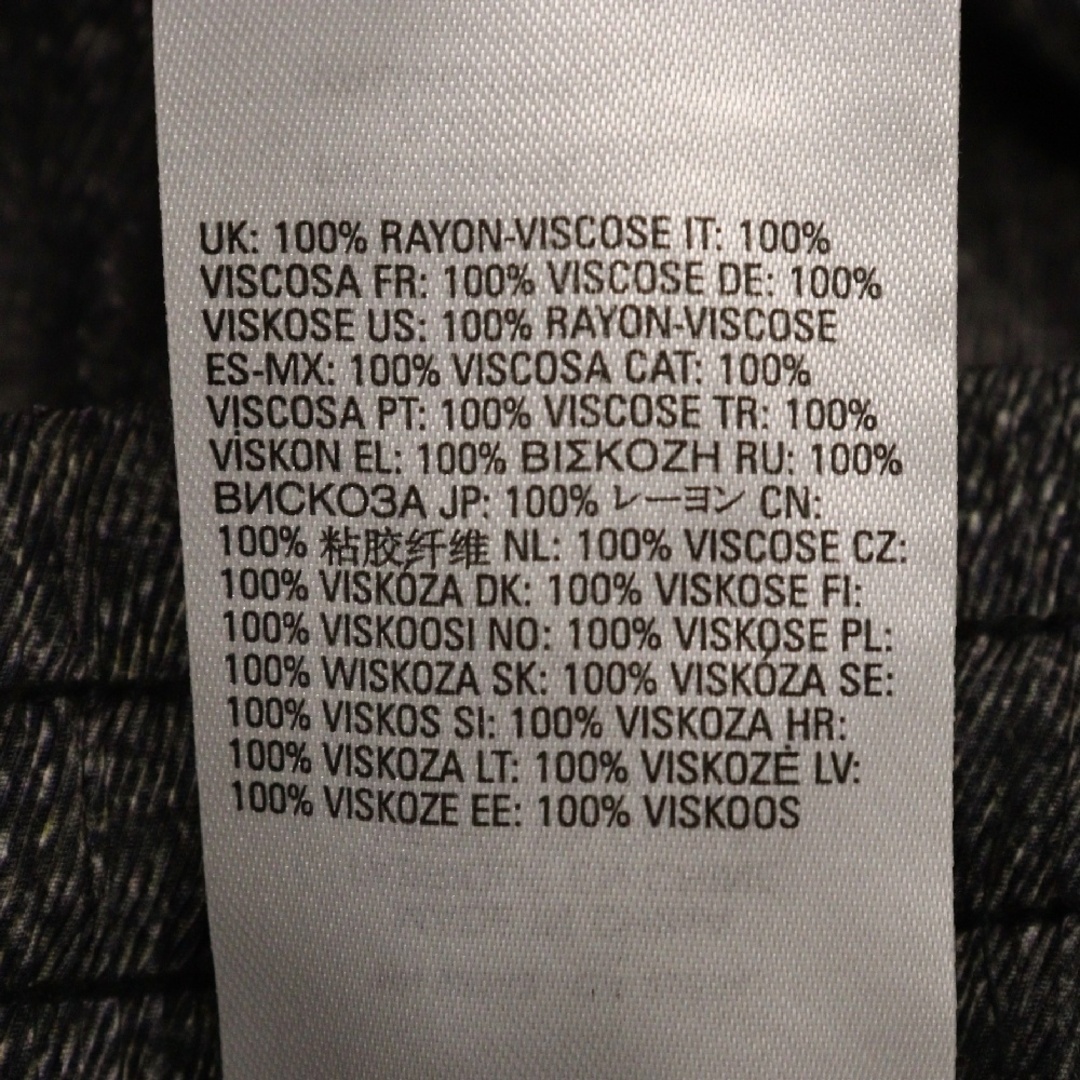 UK: 100% RAYON-VISCOSE IT: 100%
VISCOSA FR: 100% VISCOSE DE: 100%
VISKOSE US: 100% RAYON-VISCOSE
ES-MX: 100% VISCOSA CAT: 100%
VISCOSA PT: 100% VISCOSE TR: 100%
VİSKON EL: 100% ΒΙΣΚΟΖΗ RU: 100%
ВИСКОЗА JP: 100% レーヨン CN:
100% 粘胶纤维 NL: 100% VISCOSE CZ:
100% VISKÓZA DK: 100% VISKOSE FI:
100% VISKOOSI NO: 100% VISKOSE PL:
100% WISKOZA SK: 100% VISKÓZA SE:
100% VISKOS SI: 100% VISKOZA HR:
100% VISKOZA LT: 100% VISKOZĖ LV:
100% VISKOZE EE: 100% VISKOOS